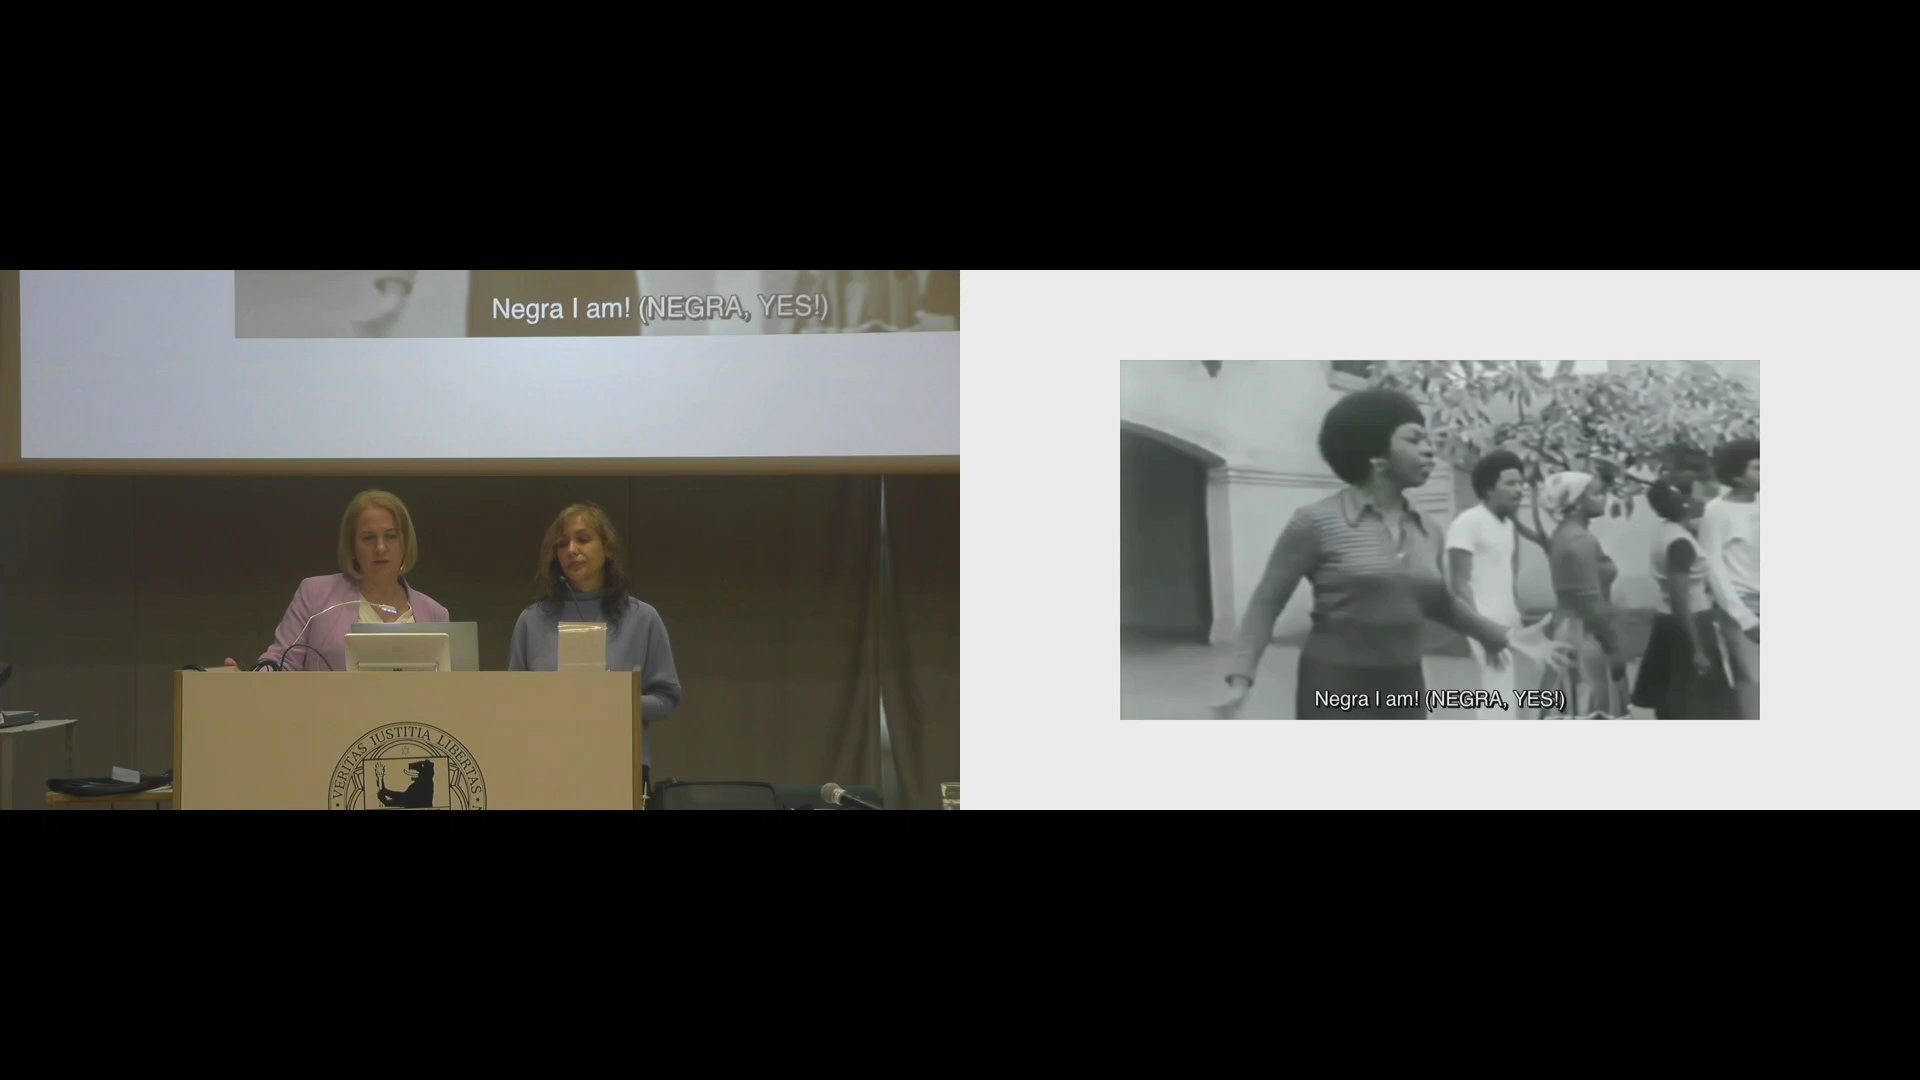 Negra I am! (NEGRA, YES!)
VERITAS IUSTITIA LIBERTAS
Negra I am! (NEGRA, YES!)